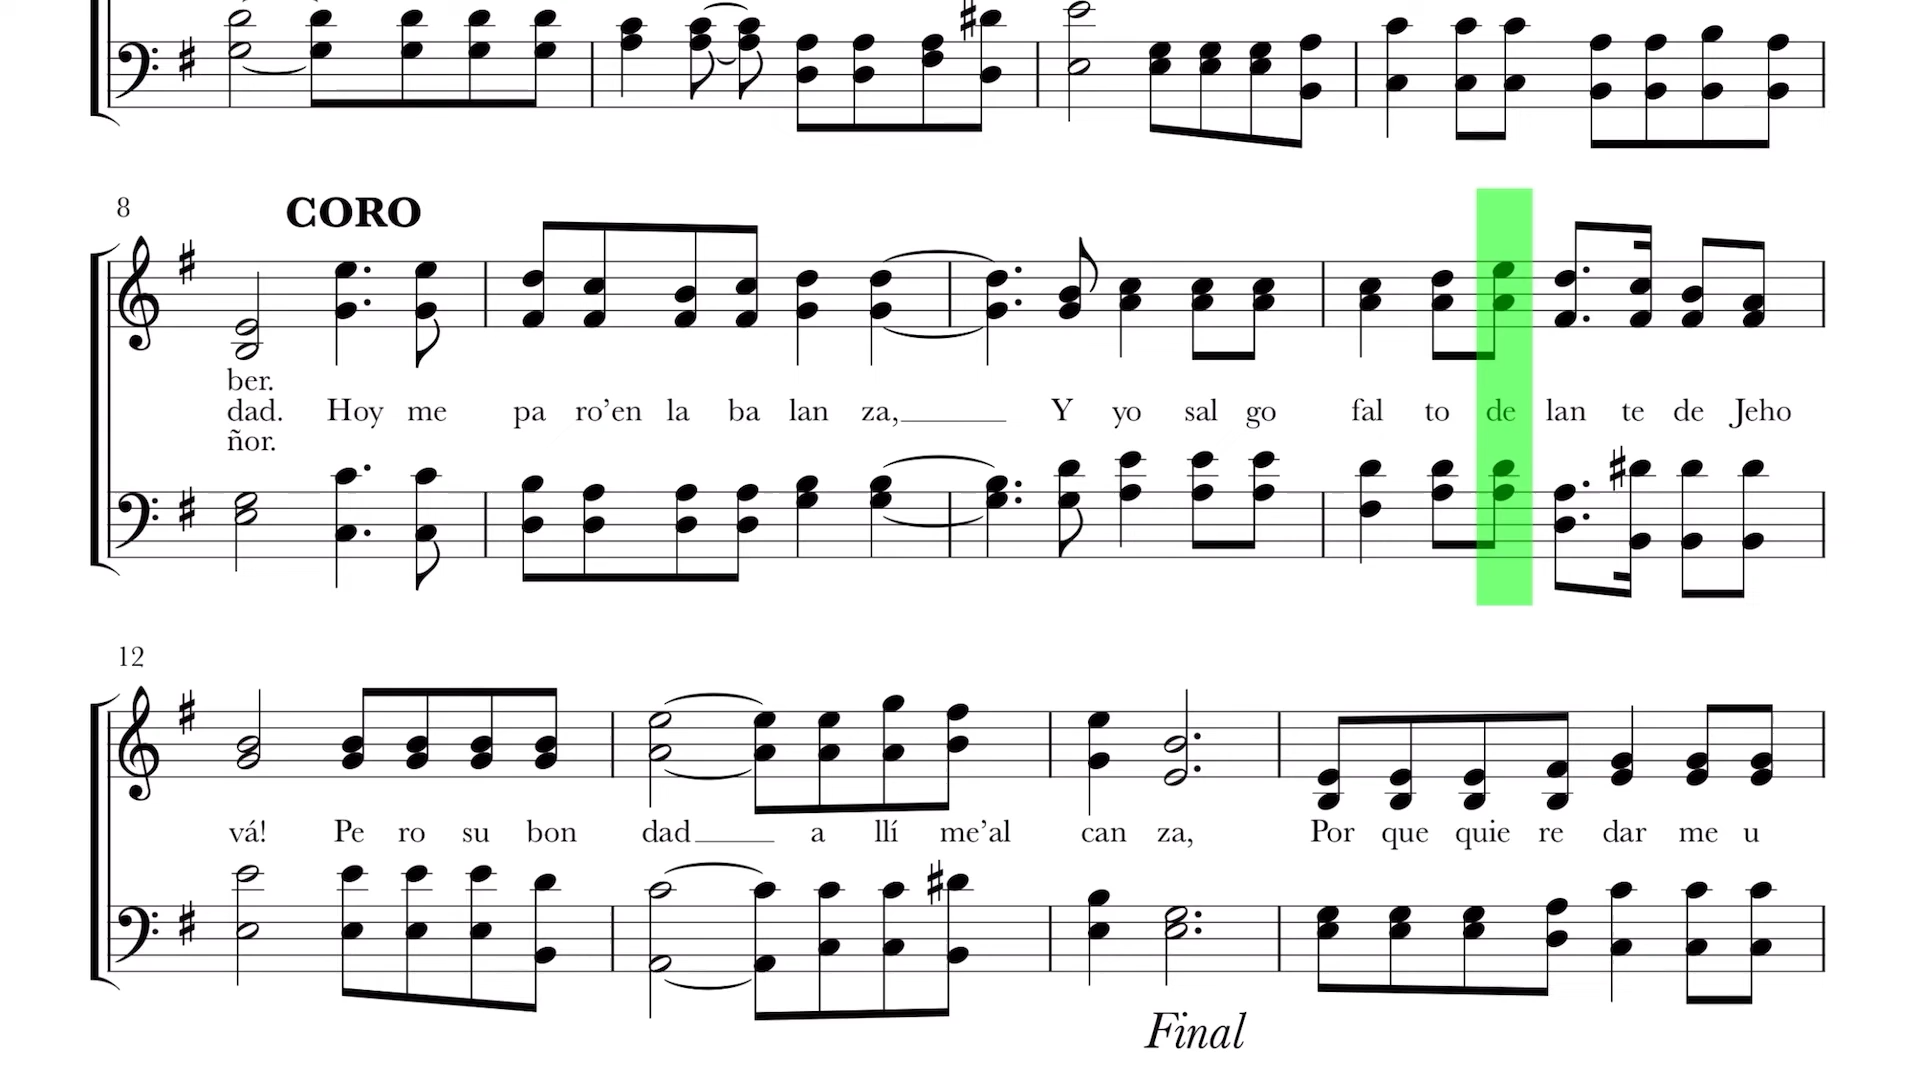 8
CORO
ber.
dad. Hoy me pa ro’en la ba lan za, Y yo sal go fal to de lan te de Jeho
ñor.
12
vá! Pe ro su bon dad a llí me’al can za, Por que quie re dar me u
Final